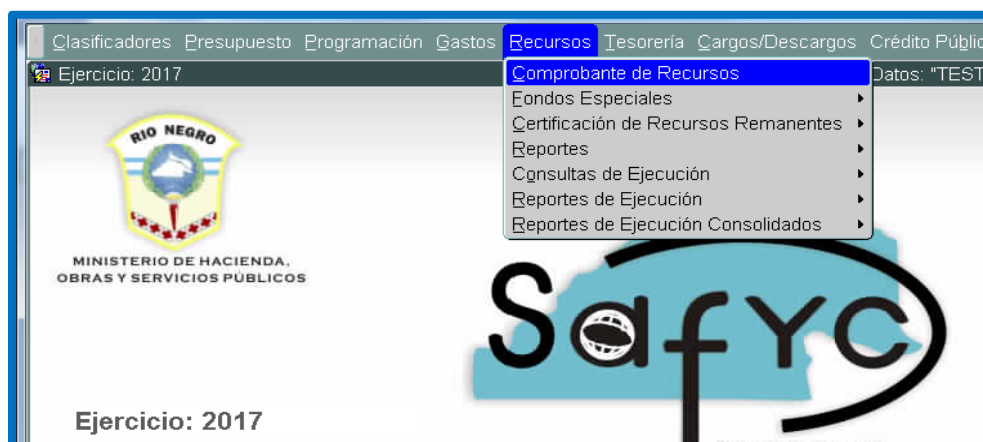 Clasificadores Presupuesto Programación Gastos Recursos Tesorería Cargos/Descargos Crédito Públic
Ejercicio: 2017
Datos: "TEST
Comprobante de Recursos
Fondos Especiales
Certificación de Recursos Remanentes
Reportes
Consultas de Ejecución
Reportes de Ejecución
Reportes de Ejecución Consolidados
RIO NEGRO
MINISTERIO DE HACIENDA,
OBRAS Y SERVICIOS PÚBLICOS
SafyC
Ejercicio: 2017